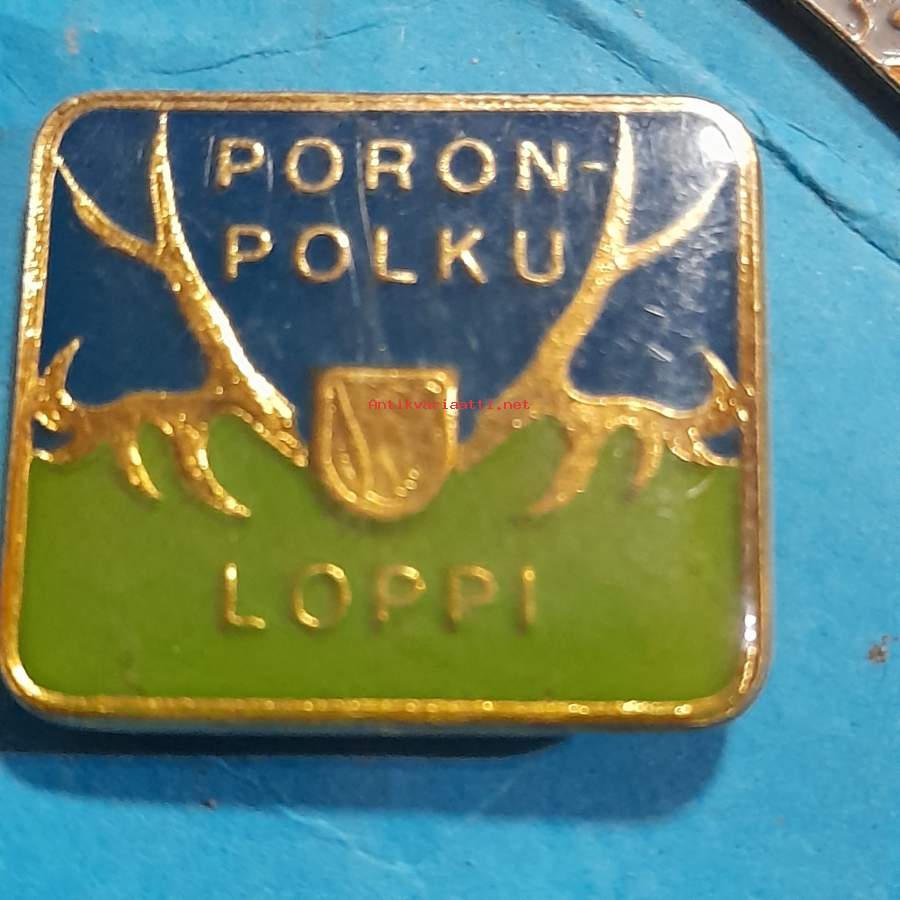 PORON-
POLKU
Antikvariaatti.net
LOPPI